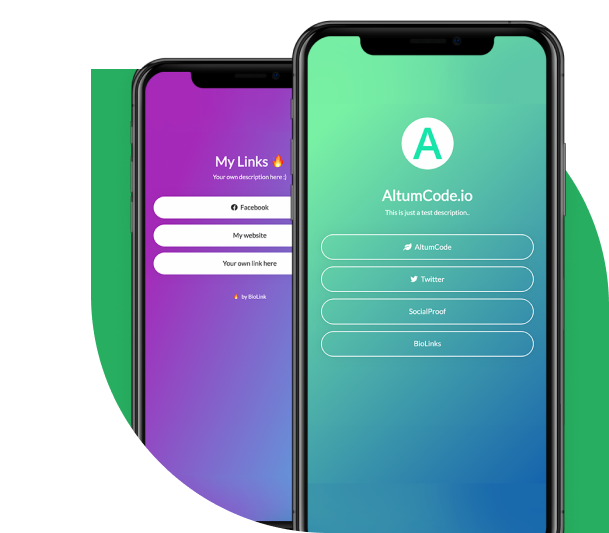 My Links 🔥
Your own description here :)
Facebook
My website
Your own link here
🔥 by BioLink
A
AltumCode.io
This is just a test description..
AltumCode
Twitter
SocialProof
BioLinks